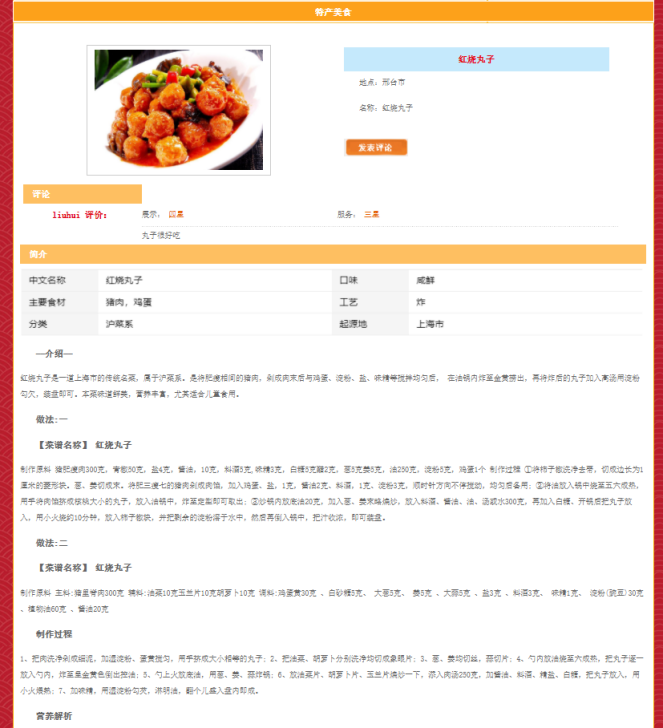 特产美食
红烧丸子
地点：邢台市
名称：红烧丸子
发表评论
评论
liuhui 评价：
展示： 四星
服务： 三星
丸子很好吃
简介
中文名称 红烧丸子 口味 咸鲜
主要食材 猪肉，鸡蛋 工艺 炸
分类 沪菜系 起源地 上海市
—介绍—
红烧丸子是一道上海市的传统名菜，属于沪菜系。是将肥瘦相间的猪肉，剁成肉末后与鸡蛋、淀粉、盐、味精等搅拌均匀后， 在油锅内炸至金黄捞出，再将炸后的丸子加入高汤用淀粉
勾欠，装盘即可。本菜味道鲜美，营养丰富，尤其适合儿童食用。
做法:一
【菜谱名称】 红烧丸子
制作原料 猪肥瘦肉300克，青椒50克，盐4克，酱油，10克，料酒5克,味精3克，白糖5克醋2克，葱5克姜5克，油250克，淀粉5克，鸡蛋1个 制作过程 ①将柿子椒洗净去蒂，切成边长为1
厘米的菱形块。葱、姜切成末。将肥三瘦七的猪肉剁成肉馅，加入鸡蛋、盐，1克，酱油2克、料酒，1克、淀粉3克，顺时针方向不停搅动，均匀后备用；②将油放入锅中烧至五六成热，
用手将肉馅挤成核桃大小的丸子，放入油锅中，炸至定型即可取出；③炒锅内放底油20克，加入葱、姜末略煸炒，放入料酒、酱油、油、汤或水300克，再加入白糖、开锅后把丸子放
入，用小火烧约10分钟，放入柿子椒块，并把剩余的淀粉溶于水中，然后再倒入锅中，把汁收浓，即可装盘。
做法:二
【菜谱名称】 红烧丸子
制作原料 主料:猪里脊肉300克 辅料:油菜10克玉兰片10克胡萝卜10克 调料:鸡蛋黄30克 、白砂糖5克、 大葱5克、 姜5克 、大蒜5克 、盐3克 、料酒3克、 味精1克、 淀粉(豌豆)30克
、植物油60克 、酱油20克
制作过程
1、把肉洗净剁成细泥，加湿淀粉、蛋黄搅匀，用手挤成大小相等的丸子；2、把油菜、胡萝卜分别洗净均切成象眼片；3、葱、姜均切丝，蒜切片；4、勺内放油烧至六成热，把丸子逐一
放入勺内，炸至呈金黄色倒出控油；5、勺上火放底油，用葱、姜、蒜炸锅；6、放油菜片、胡萝卜片、玉兰片煸炒一下，添入肉汤250克，加酱油、料酒、精盐、白糖，把丸子放入，用
小火煨熟；7、加味精，用湿淀粉勾芡，淋明油、翻个儿盛入盘内即成。
营养解析